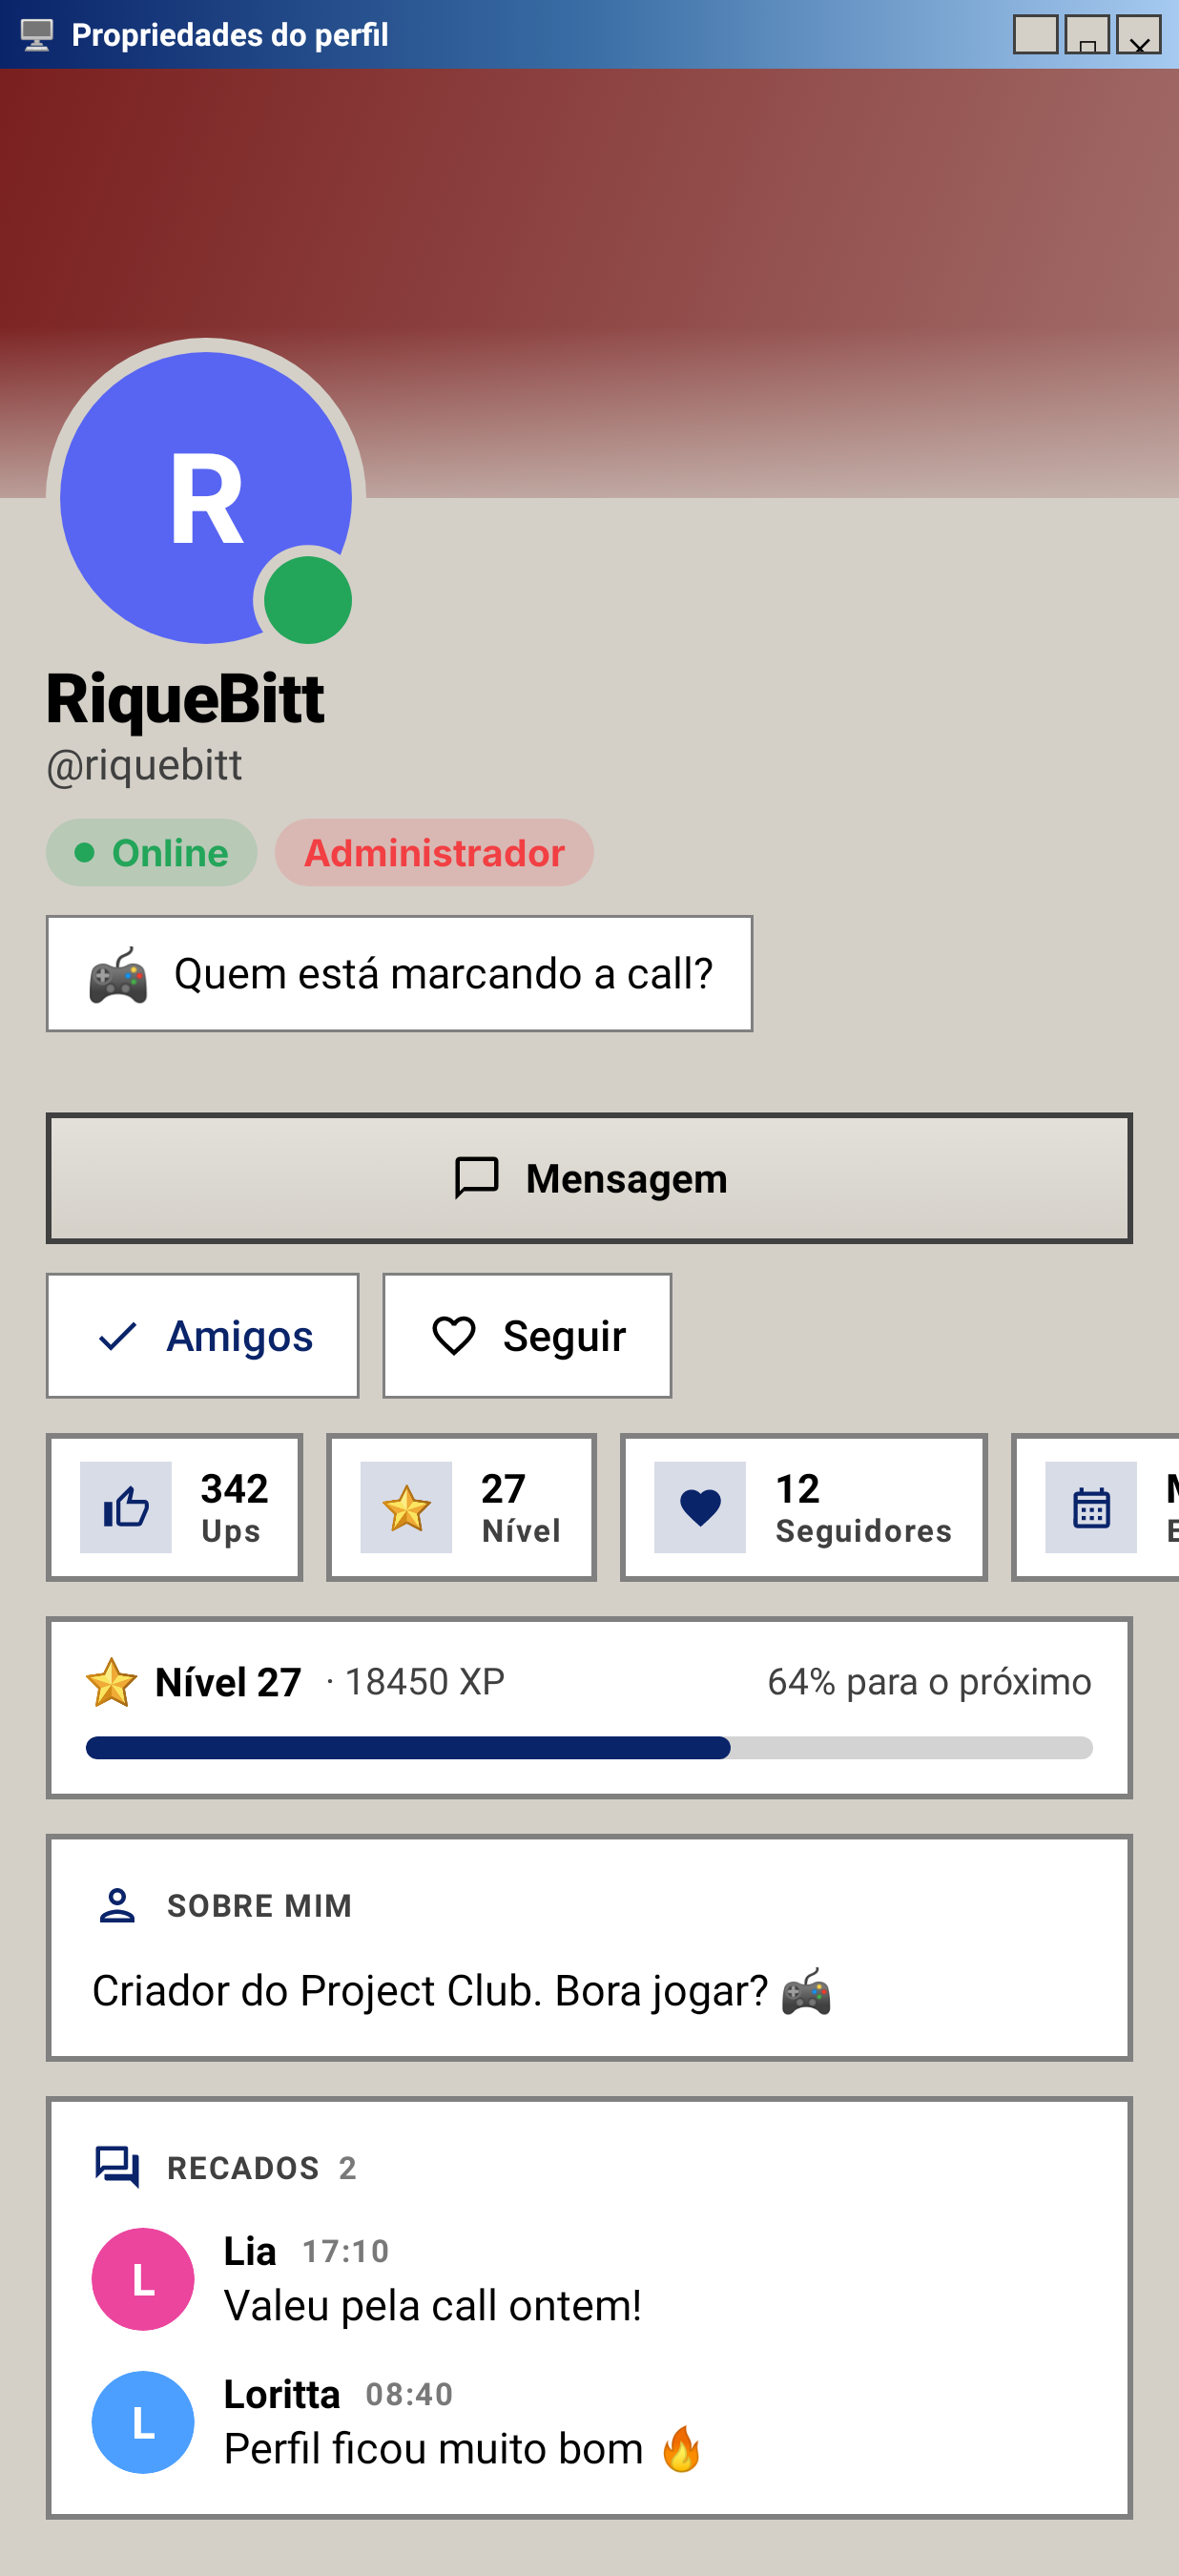 Propriedades do perfil
R
RiqueBitt
@riquebitt
Online Administrador
Quem está marcando a call?
Mensagem
Amigos Seguir
342 27 12
Ups Nível Seguidores
Nível 27 · 18450 XP 64% para o próximo
SOBRE MIM
Criador do Project Club. Bora jogar? 🎮
RECADOS 2
L
Lia 17:10
Valeu pela call ontem!
L
Loritta 08:40
Perfil ficou muito bom 🔥